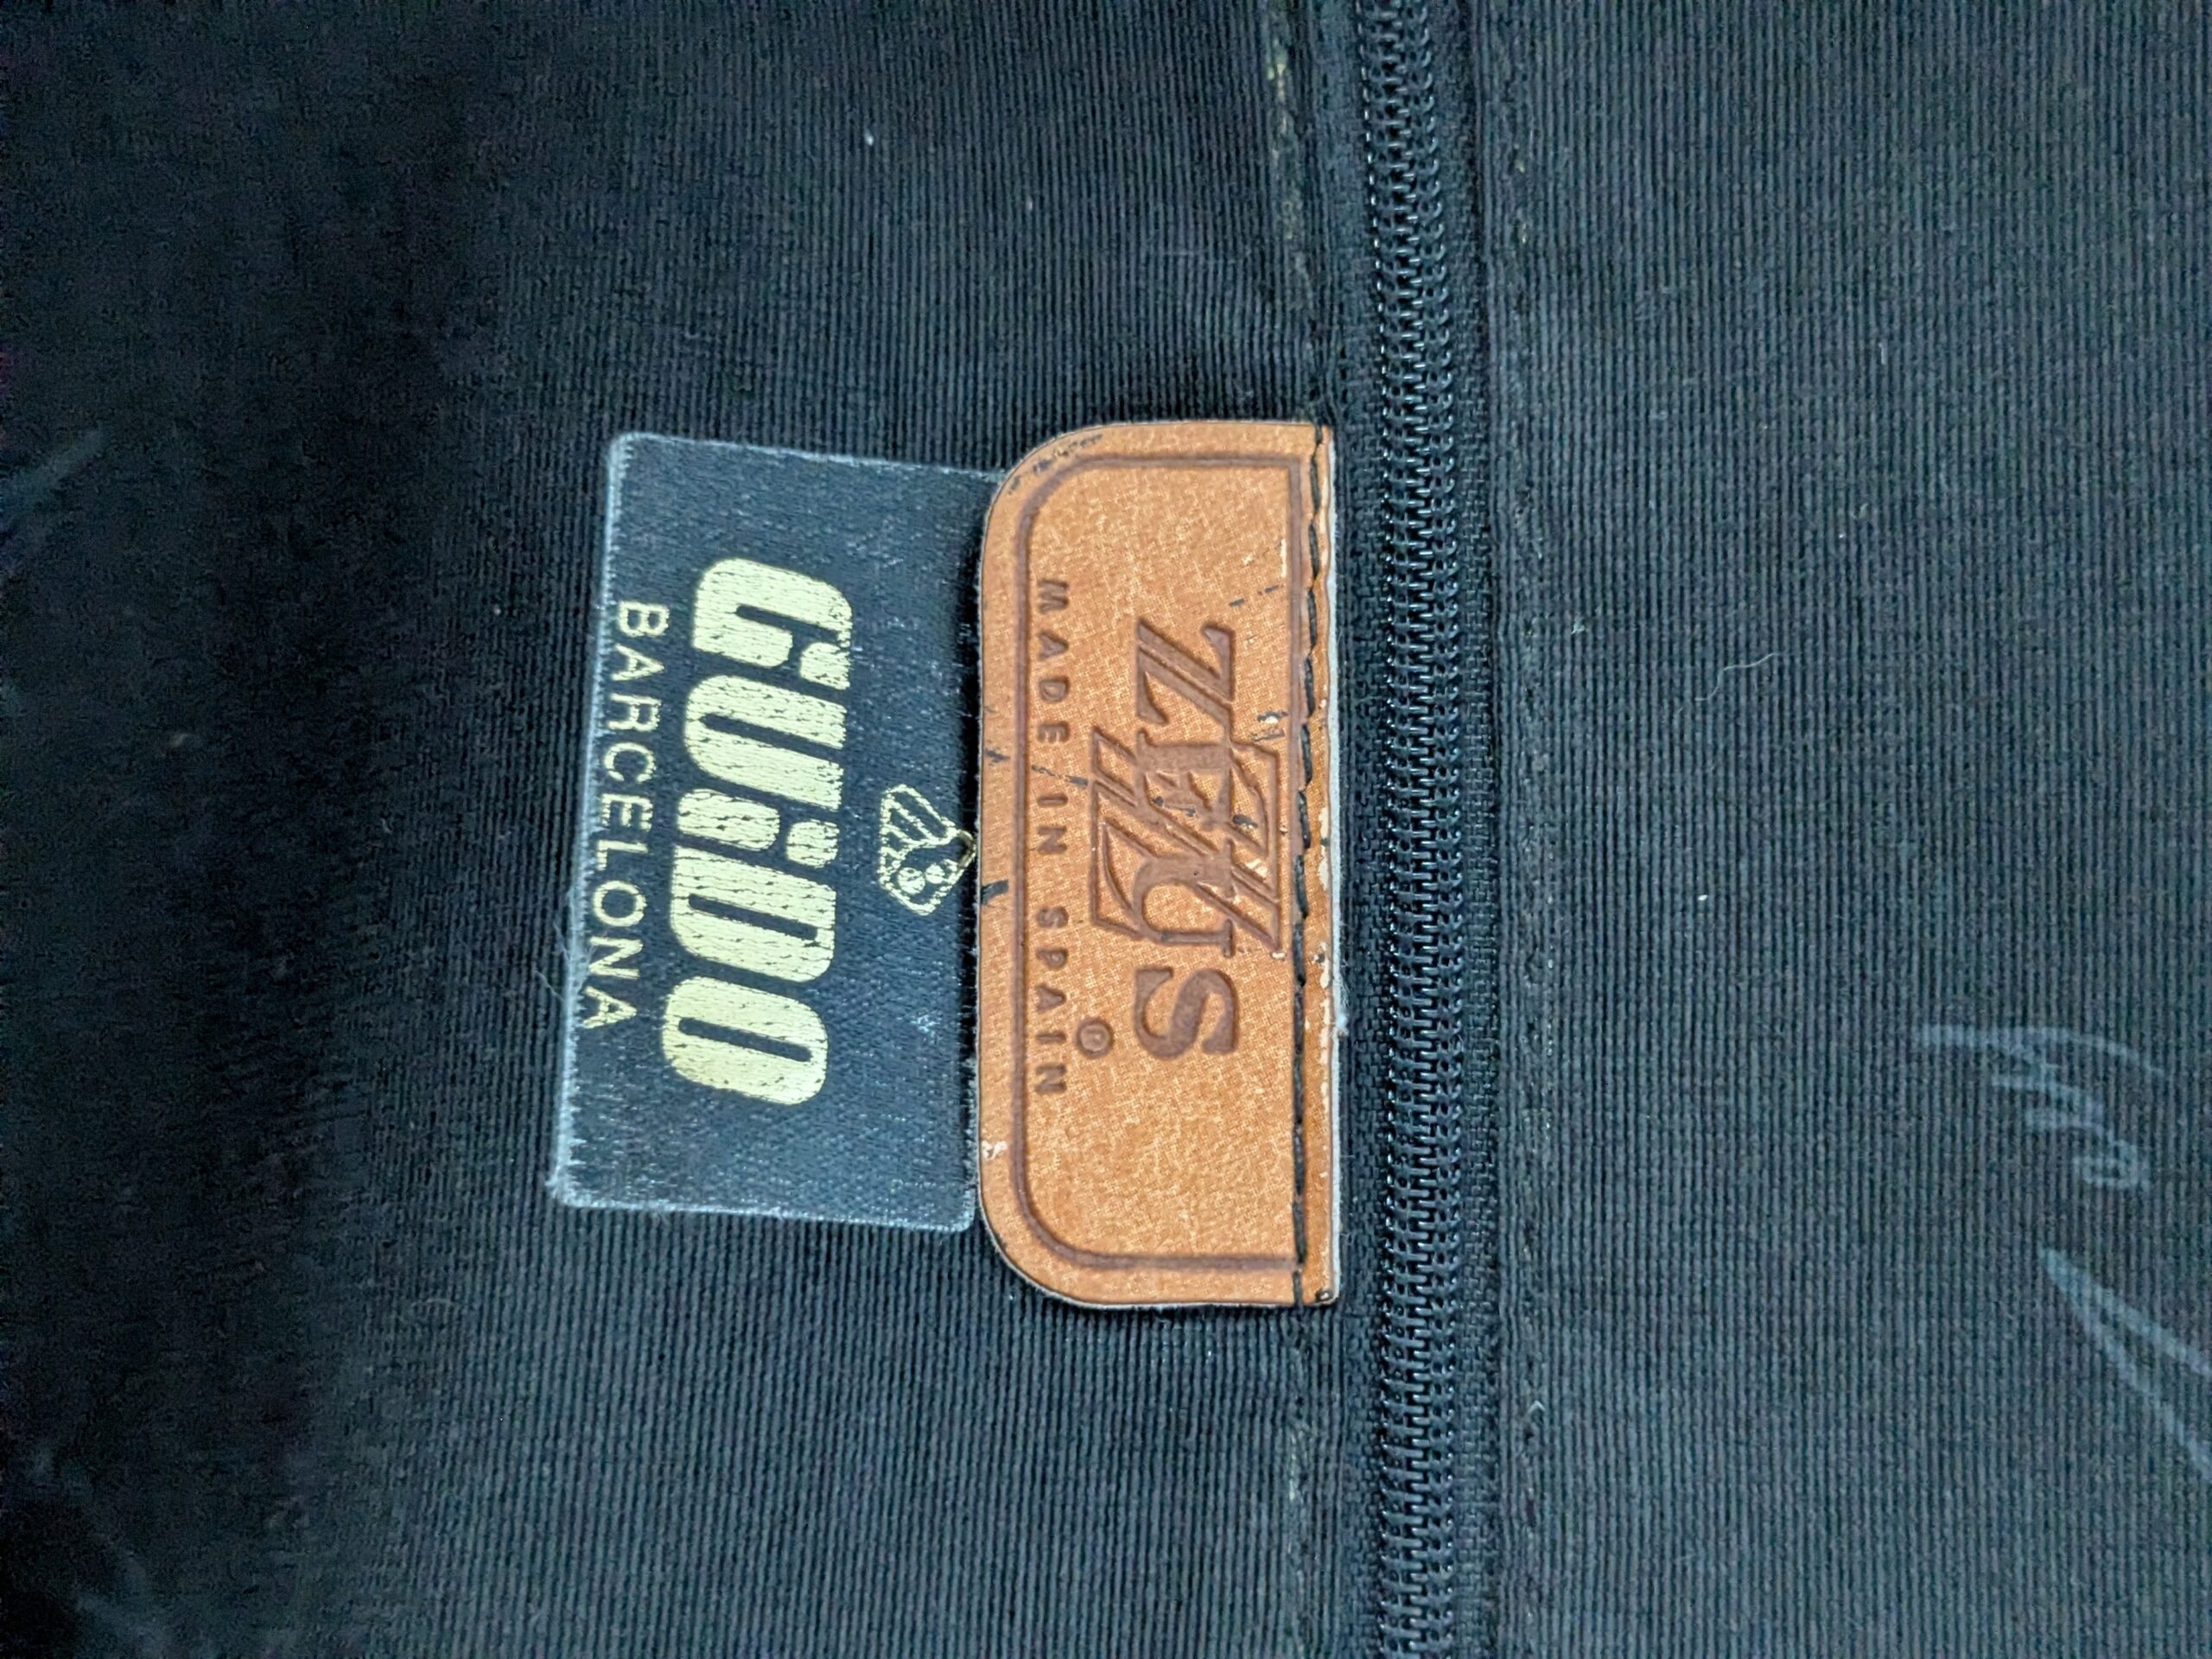 ZEUS
®
MADE IN SPAIN
GUiDO
BARCELONA